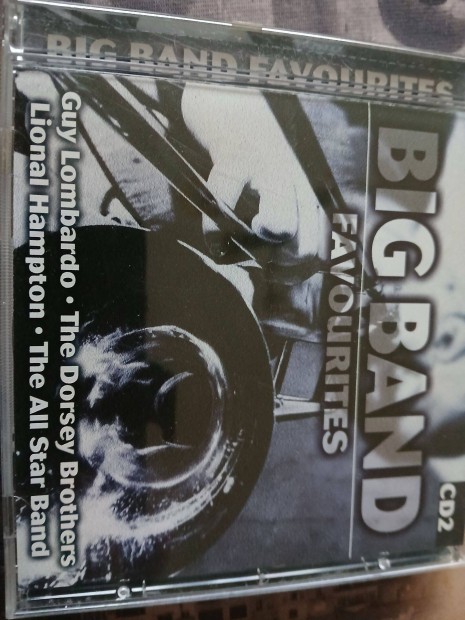 BIG BAND FAVOURITES
CD2
BIG BAND
FAVOURITES
Guy Lombardo • The Dorsey Brothers
Lional Hampton • The All Star Band